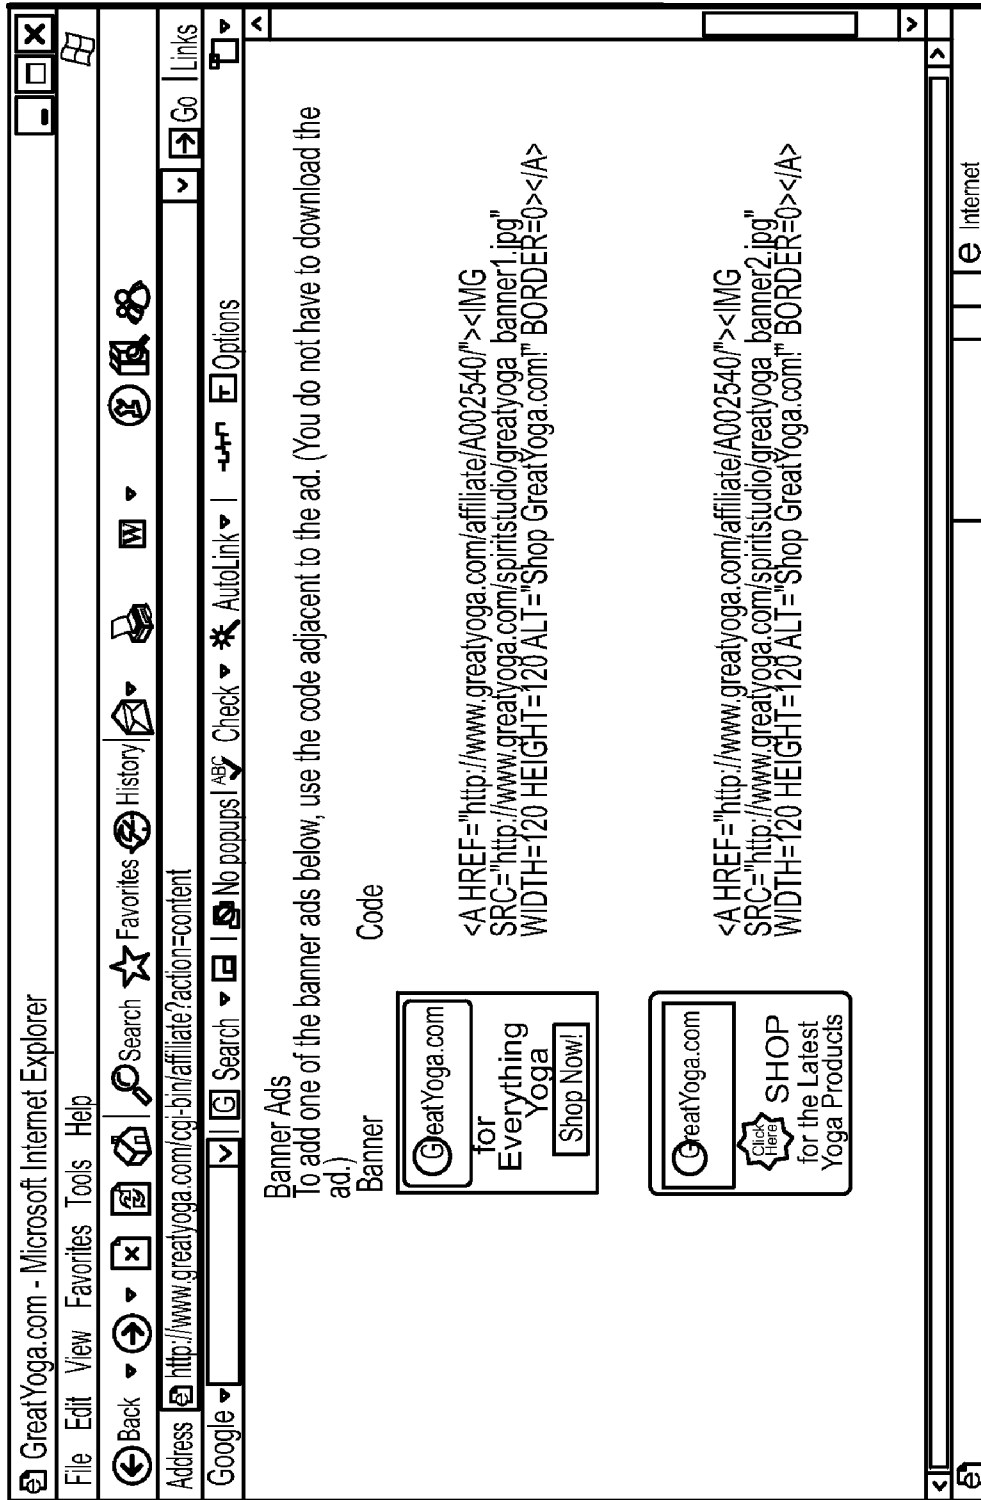 GreatYoga.com - Microsoft Internet Explorer
File Edit View Favorites Tools Help
Back Search Favorites History W
Address http://www.greatyoga.com/cgi-bin/affiliate?action=content Go Links
Google G Search No popups ABC Check AutoLink Options
Banner Ads
To add one of the banner ads below, use the code adjacent to the ad. (You do not have to download the
ad.)
Banner Code
GreatYoga.com
for
Everything
Yoga
Shop Now!
<A HREF="http://www.greatyoga.com/affiliate/A002540/"><IMG
SRC="http://www.greatyoga.com/spiritstudio/greatyoga_banner1.jpg"
WIDTH=120 HEIGHT=120 ALT="Shop GreatYoga.com!" BORDER=0></A>
GreatYoga.com
Click
Here!
SHOP
for the Latest
Yoga Products
<A HREF="http://www.greatyoga.com/affiliate/A002540/"><IMG
SRC="http://www.greatyoga.com/spiritstudio/greatyoga_banner2.jpg"
WIDTH=120 HEIGHT=120 ALT="Shop GreatYoga.com!" BORDER=0></A>
Internet